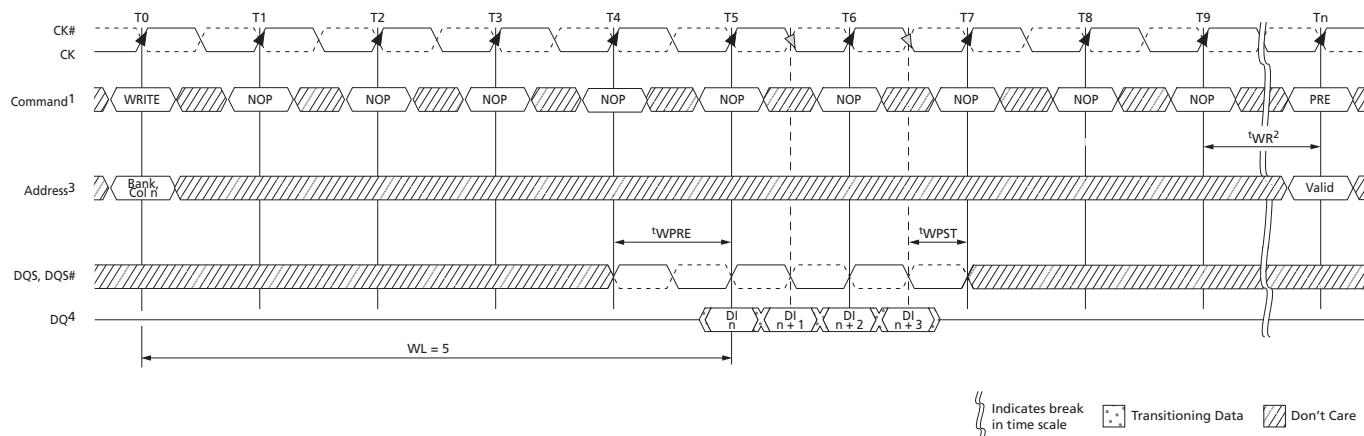 T0 T1 T2 T3 T4 T5 T6 T7 T8 T9 Tn
CK#
CK
Command1 WRITE NOP NOP NOP NOP NOP NOP NOP NOP NOP PRE
tWR2
Address3 Bank, Col n Valid
tWPRE tWPST
DQS, DQS#
DQ4 DI n DI n + 1 DI n + 2 DI n + 3
WL = 5
Indicates break in time scale
Transitioning Data
Don't Care